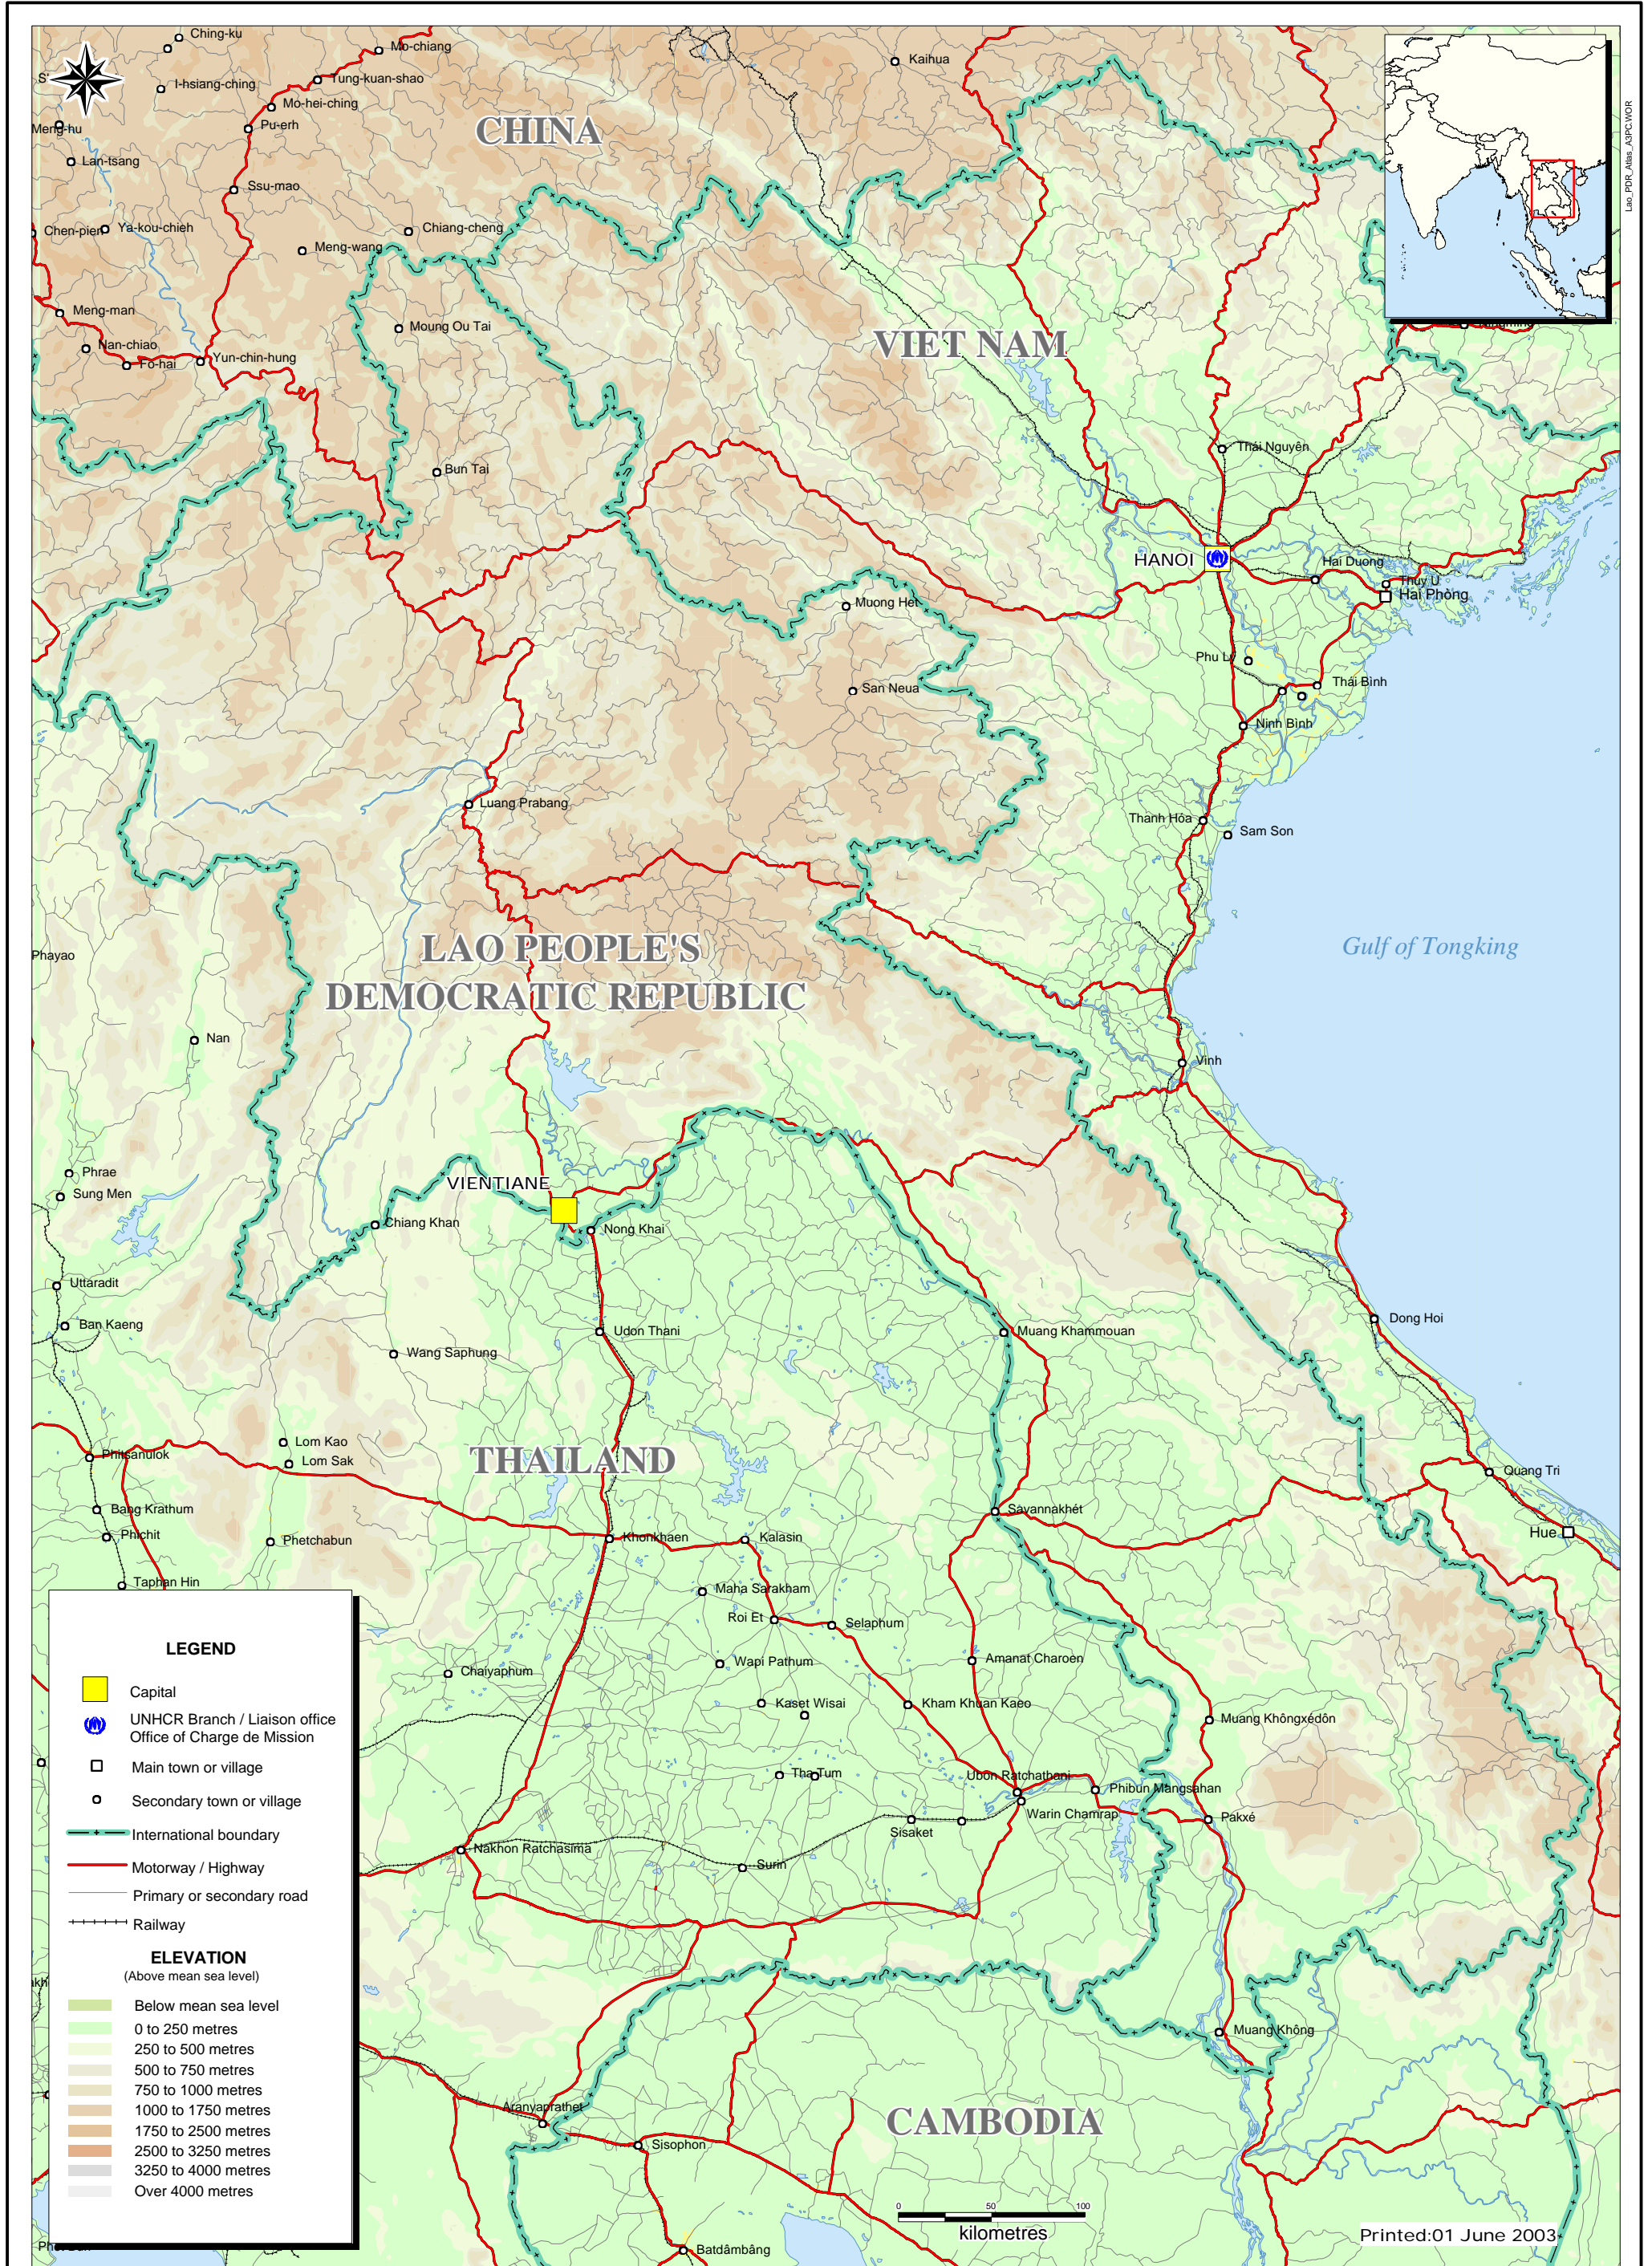 Ching-ku
Mo-chiang
Kaihua
I-hsiang-ching
Tung-kuan-shao
Mo-hei-ching
Meng-hu
Pu-erh
CHINA
Lan-tsang
Ssu-mao
Chen-pien
Ya-kou-chieh
Chiang-cheng
Meng-wang
Meng-man
Moung Ou Tai
VIET NAM
Nan-chiao
Fo-hai
Yun-chin-hung
Lao_PDR_Atlas_A3PC.WOR
Bun Tai
Thái Nguyên
HANOI
Hai Duong
Thuy U
Hai Phòng
Muong Het
Phu L
San Neua
Thái Bình
Ninh Bình
Luang Prabang
Thanh Hóa
Sam Son
LAO PEOPLE'S
DEMOCRATIC REPUBLIC
Gulf of Tongking
Phayao
Nan
Vinh
Phrae
Sung Men
VIENTIANE
Chiang Khan
Nong Khai
Uttaradit
Ban Kaeng
Udon Thani
Muang Khammouan
Dong Hoi
Wang Saphung
Lom Kao
Lom Sak
Phitsanulok
THAILAND
Quang Tri
Bang Krathum
Phichit
Phetchabun
Khonkhaen
Kalasin
Savannakhét
Hue
Taphan Hin
Maha Sarakham
Roi Et
Selaphum
Chaiyaphum
Wapi Pathum
Amanat Charoen
Kaset Wisai
Kham Khuan Kaeo
Muang Khôngxédôn
Tha Tum
Ubon Ratchathani
Phibun Mangsahan
Warin Chamrap
Sisaket
Pakxé
Nakhon Ratchasima
Surin
Muang Không
Aranyaprathet
Sisophon
CAMBODIA
Batdâmbâng
LEGEND
Capital
UNHCR Branch / Liaison office
Office of Charge de Mission
Main town or village
Secondary town or village
International boundary
Motorway / Highway
Primary or secondary road
Railway
ELEVATION
(Above mean sea level)
Below mean sea level
0 to 250 metres
250 to 500 metres
500 to 750 metres
750 to 1000 metres
1000 to 1750 metres
1750 to 2500 metres
2500 to 3250 metres
3250 to 4000 metres
Over 4000 metres
0 50 100
kilometres
Printed:01 June 2003